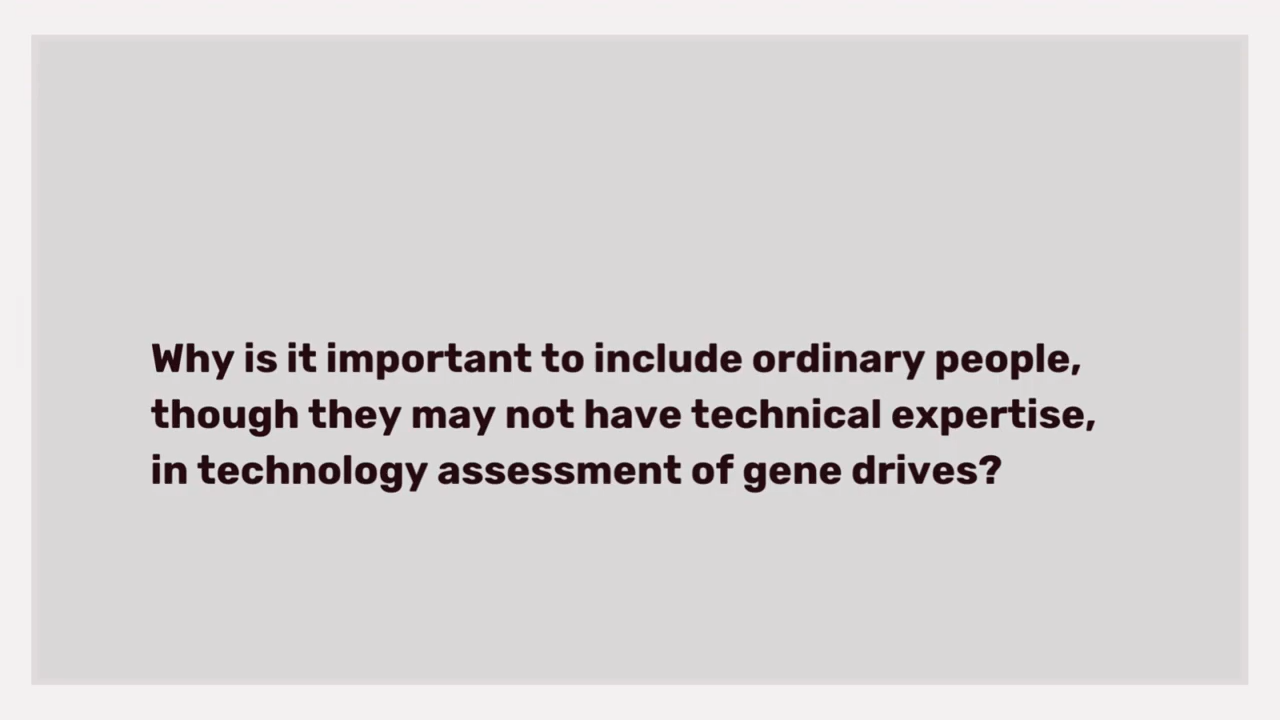 Why is it important to include ordinary people,
though they may not have technical expertise,
in technology assessment of gene drives?